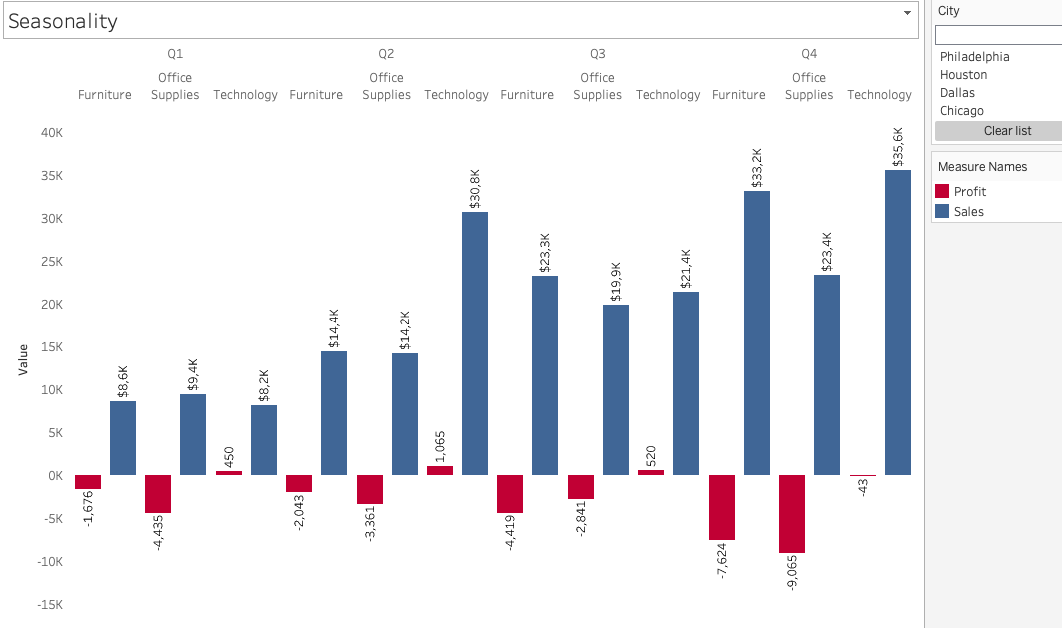 Seasonality
Q1 Q2 Q3 Q4
Furniture Office Supplies Technology Furniture Office Supplies Technology Furniture Office Supplies Technology Furniture Office Supplies Technology
Value
40K
35K
30K
25K
20K
15K
10K
5K
0K
-5K
-10K
-15K
-1,676
$8,6K
-4,435
$9,4K
450
$8,2K
-2,043
$14,4K
-3,361
$14,2K
1,065
$30,8K
-4,419
$23,3K
-2,841
$19,9K
520
$21,4K
-7,624
$33,2K
-9,065
$23,4K
-43
$35,6K
City
Philadelphia
Houston
Dallas
Chicago
Clear list
Measure Names
Profit
Sales